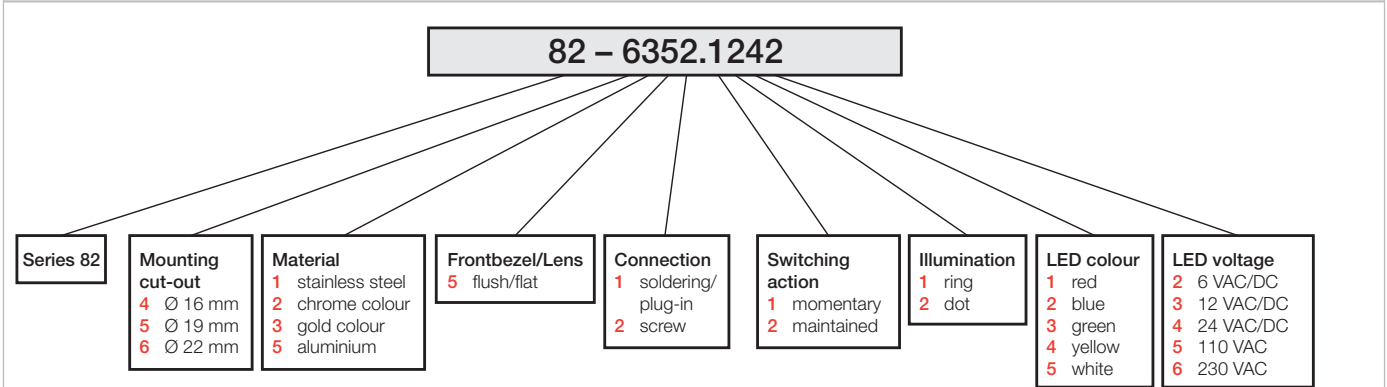 82 – 6352.1242
Series 82
Mounting
cut-out
4 Ø 16 mm
5 Ø 19 mm
6 Ø 22 mm
Material
1 stainless steel
2 chrome colour
3 gold colour
5 aluminium
Frontbezel/Lens
5 flush/flat
Connection
1 soldering/
plug-in
2 screw
Switching
action
1 momentary
2 maintained
Illumination
1 ring
2 dot
LED colour
1 red
2 blue
3 green
4 yellow
5 white
LED voltage
2 6 VAC/DC
3 12 VAC/DC
4 24 VAC/DC
5 110 VAC
6 230 VAC